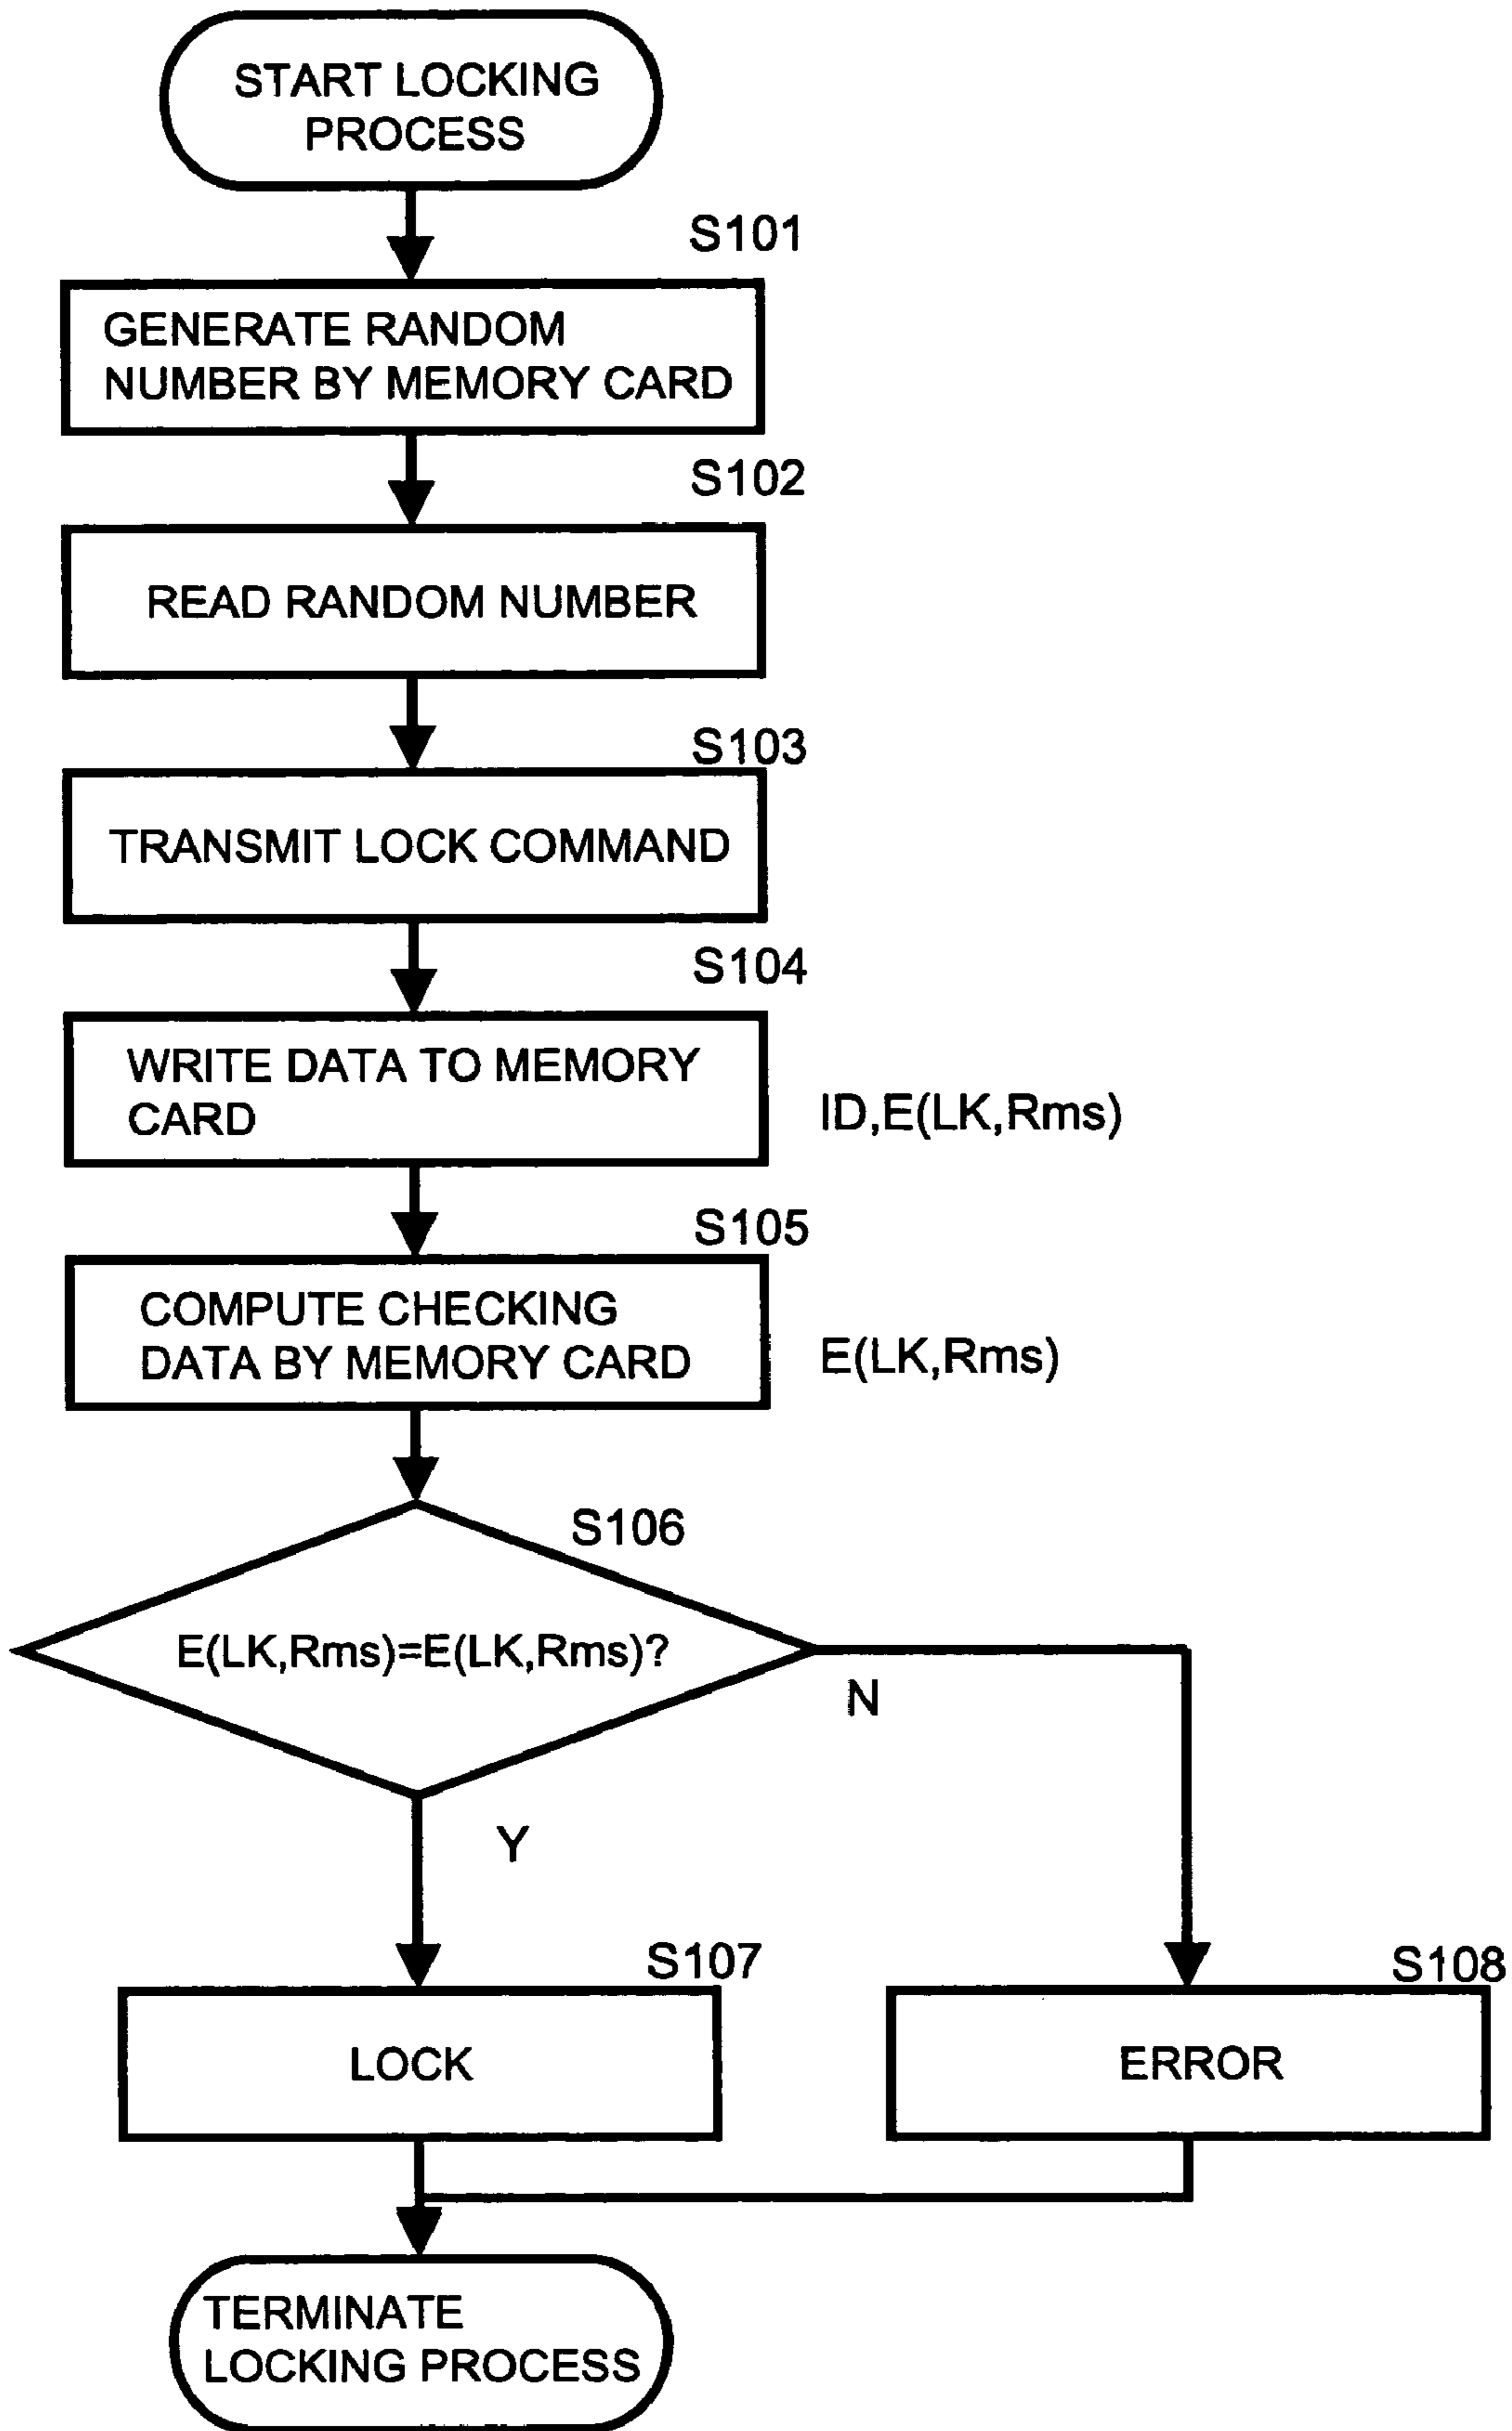 START LOCKING
PROCESS
S101
GENERATE RANDOM
NUMBER BY MEMORY CARD
S102
READ RANDOM NUMBER
S103
TRANSMIT LOCK COMMAND
S104
WRITE DATA TO MEMORY
CARD
ID,E(LK,Rms)
S105
COMPUTE CHECKING
DATA BY MEMORY CARD
E(LK,Rms)
S106
E(LK,Rms)=E(LK,Rms)?
N
Y
S107
S108
LOCK
ERROR
TERMINATE
LOCKING PROCESS